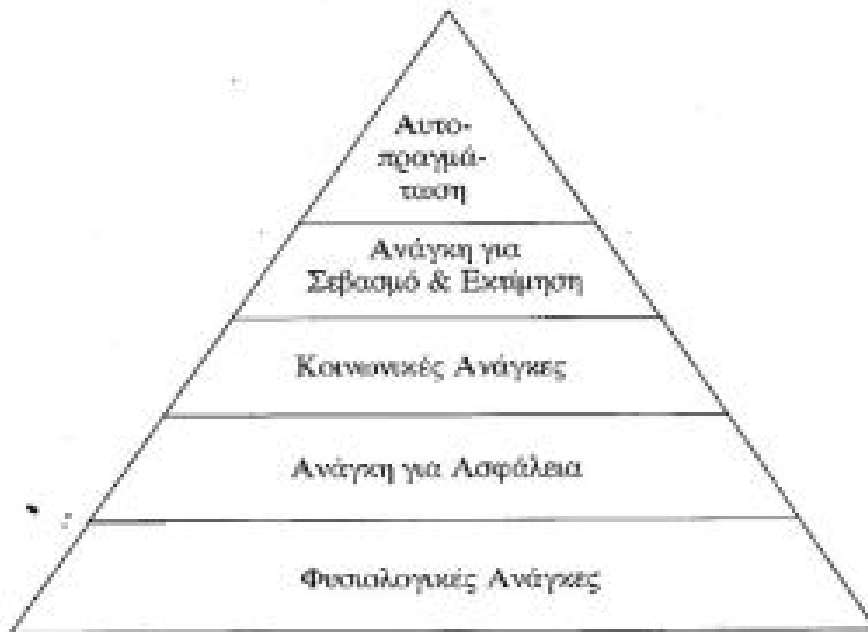 Αυτο-
πραγμά-
τωση
Ανάγκη για
Σεβασμό & Εκτίμηση
Κοινωνικές Ανάγκες
Ανάγκη για Ασφάλεια
Φυσιολογικές Ανάγκες